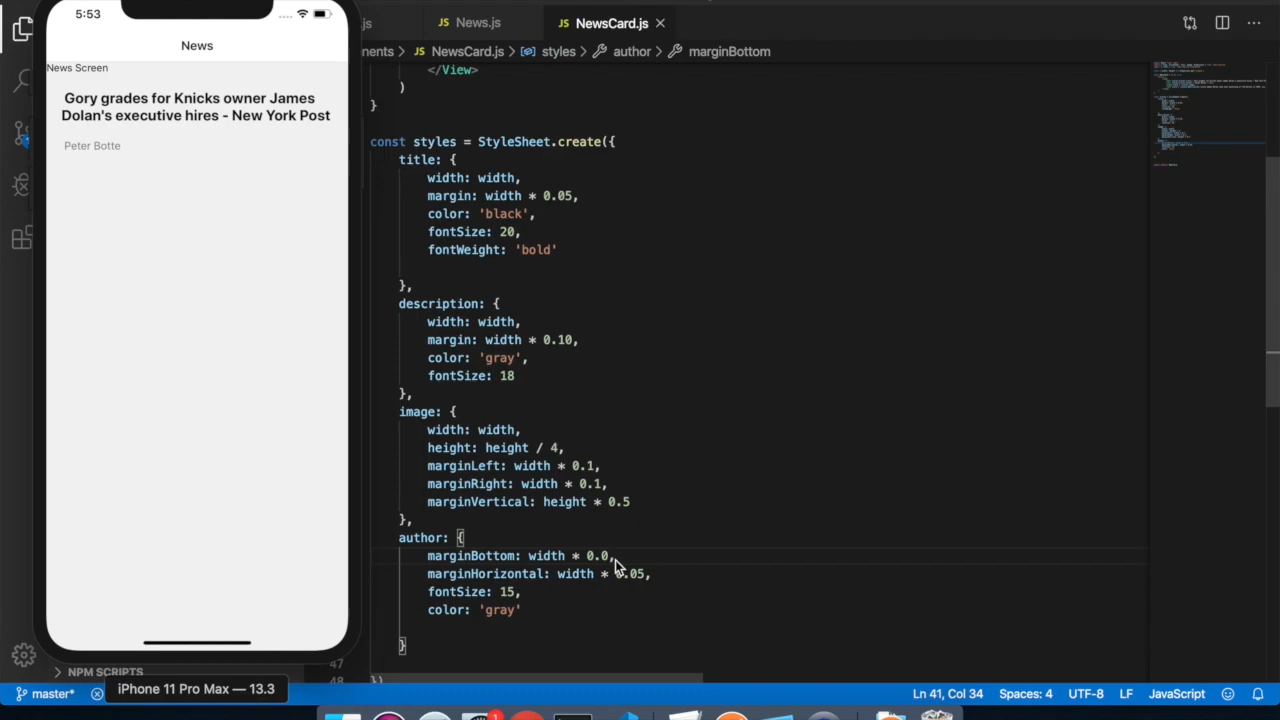 5:53
News
News Screen
Gory grades for Knicks owner James
Dolan's executive hires - New York Post
Peter Botte
JS News.js
JS NewsCard.js
NewsCard.js > styles > author > marginBottom
</View>
)
}
const styles = StyleSheet.create({
title: {
width: width,
margin: width * 0.05,
color: 'black',
fontSize: 20,
fontWeight: 'bold'
},
description: {
width: width,
margin: width * 0.10,
color: 'gray',
fontSize: 18
},
image: {
width: width,
height: height / 4,
marginLeft: width * 0.1,
marginRight: width * 0.1,
marginVertical: height * 0.5
},
author: {
marginBottom: width * 0.0,
marginHorizontal: width * 0.05,
fontSize: 15,
color: 'gray'
}
47
48
})
NPM SCRIPTS
iPhone 11 Pro Max — 13.3
master*
Ln 41, Col 34
Spaces: 4
UTF-8
LF
JavaScript
1